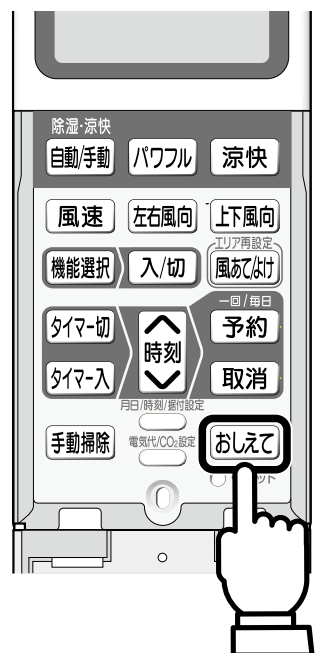 除湿・涼快
自動/手動 パワフル 涼快
風速 左右風向 上下風向
エリア再設定
機能選択 入/切 風あて/よけ
一回/毎日
タイマー切 時刻 予約
タイマー入 取消
月日/時刻/据付設定
手動掃除 電気代/CO₂設定 おしえて